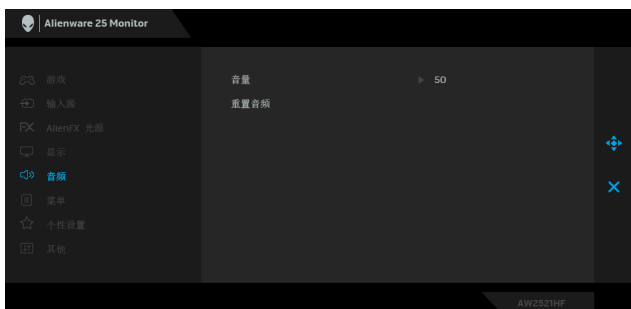 Alienware 25 Monitor
游戏
输入源
AlienFX 光源
显示
音频
菜单
个性设置
其他
音量 50
重置音频
AW2521HF